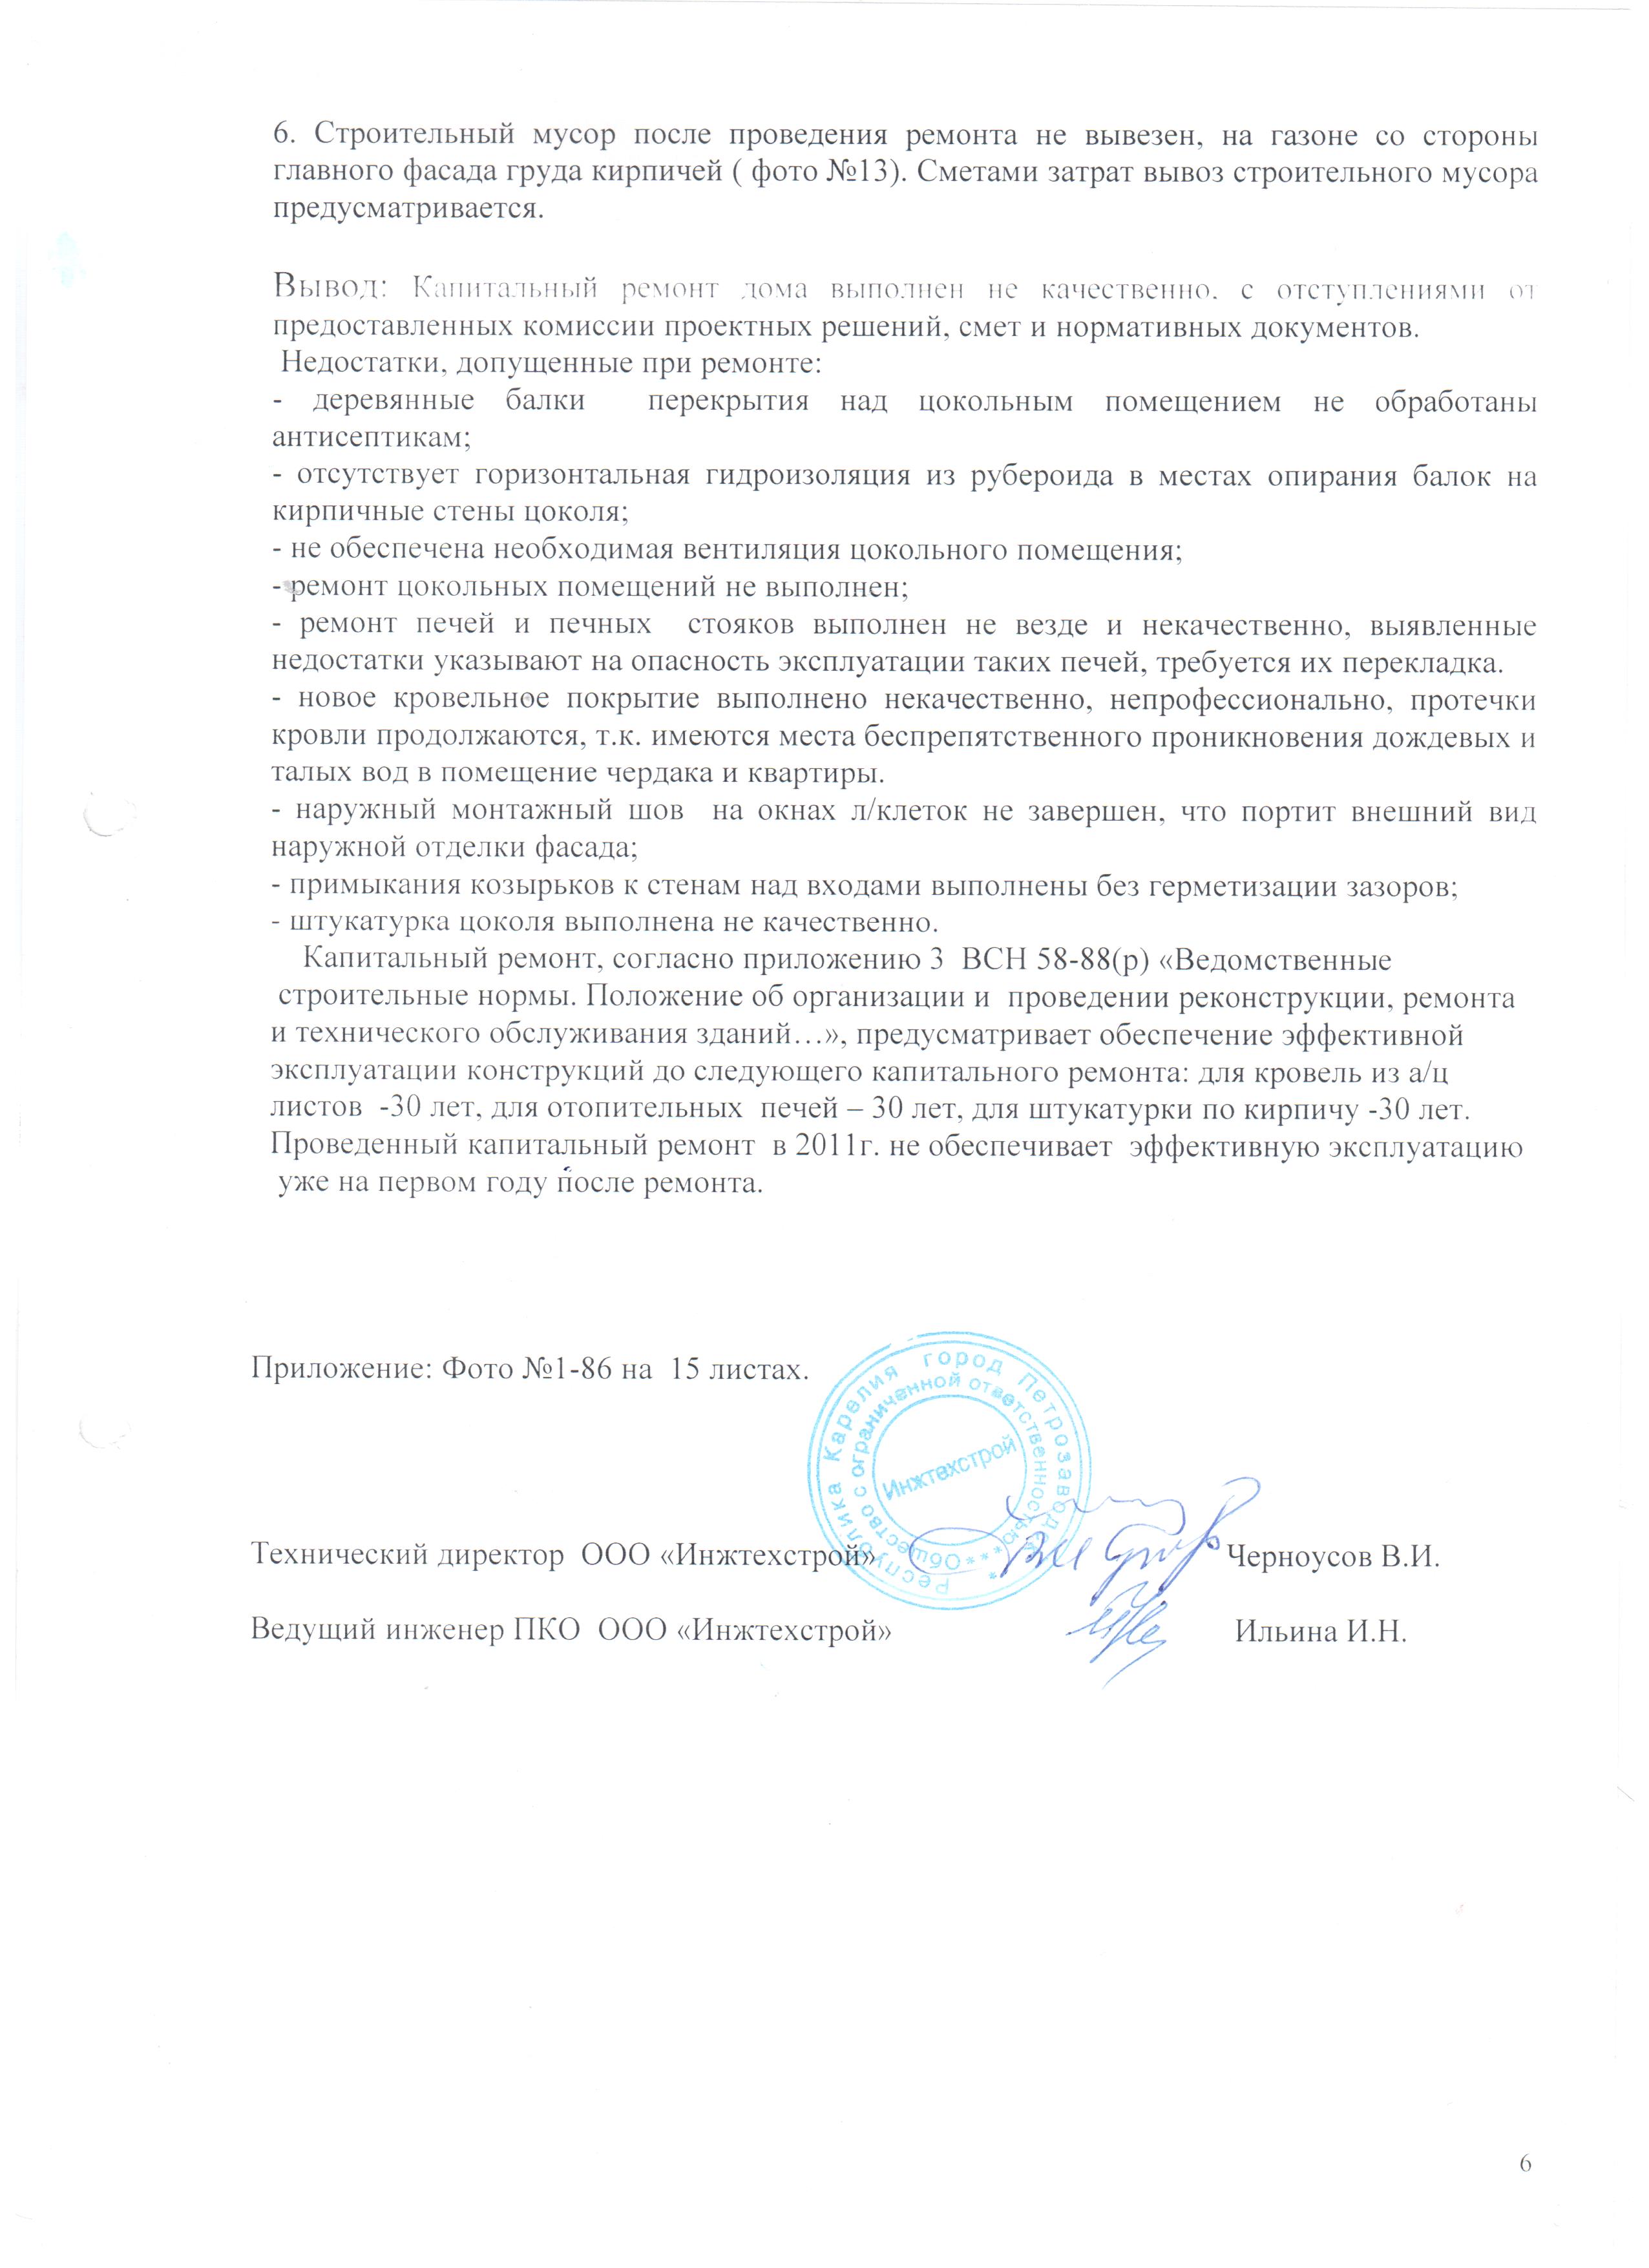 6. Строительный мусор после проведения ремонта не вывезен, на газоне со стороны
главного фасада груда кирпичей ( фото №13). Сметами затрат вывоз строительного мусора
предусматривается.
Вывод: Капитальный ремонт дома выполнен не качественно, с отступлениями от
предоставленных комиссии проектных решений, смет и нормативных документов.
Недостатки, допущенные при ремонте:
- деревянные балки перекрытия над цокольным помещением не обработаны
антисептикам;
- отсутствует горизонтальная гидроизоляция из рубероида в местах опирания балок на
кирпичные стены цоколя;
- не обеспечена необходимая вентиляция цокольного помещения;
- ремонт цокольных помещений не выполнен;
- ремонт печей и печных стояков выполнен не везде и некачественно, выявленные
недостатки указывают на опасность эксплуатации таких печей, требуется их перекладка.
- новое кровельное покрытие выполнено некачественно, непрофессионально, протечки
кровли продолжаются, т.к. имеются места беспрепятственного проникновения дождевых и
талых вод в помещение чердака и квартиры.
- наружный монтажный шов на окнах л/клеток не завершен, что портит внешний вид
наружной отделки фасада;
- примыкания козырьков к стенам над входами выполнены без герметизации зазоров;
- штукатурка цоколя выполнена не качественно.
Капитальный ремонт, согласно приложению 3 ВСН 58-88(р) «Ведомственные
строительные нормы. Положение об организации и проведении реконструкции, ремонта
и технического обслуживания зданий…», предусматривает обеспечение эффективной
эксплуатации конструкций до следующего капитального ремонта: для кровель из а/ц
листов -30 лет, для отопительных печей – 30 лет, для штукатурки по кирпичу -30 лет.
Проведенный капитальный ремонт в 2011г. не обеспечивает эффективную эксплуатацию
уже на первом году после ремонта.
Приложение: Фото №1-86 на 15 листах.
Республика Карелия город Петрозаводск *
Общество с ограниченной ответственностью ***
Инжтехстрой
Технический директор ООО «Инжтехстрой» Черноусов В.И.
Ведущий инженер ПКО ООО «Инжтехстрой» Ильина И.Н.
6